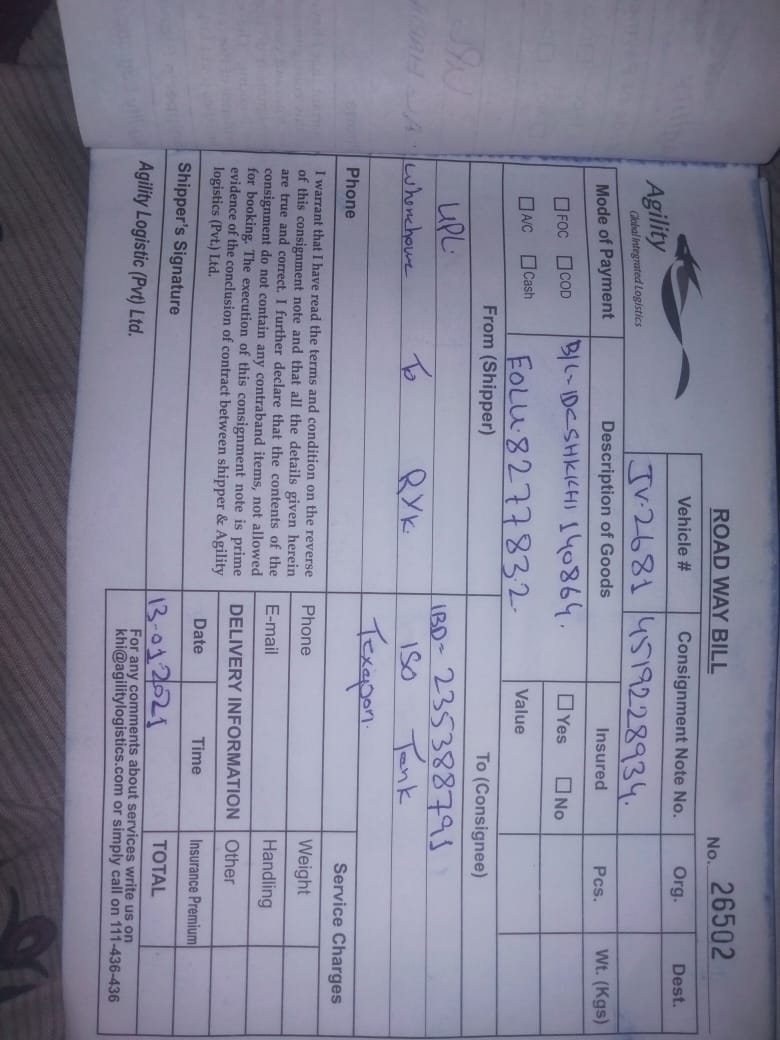 ROAD WAY BILL
No. 26502
Agility
Global Integrated Logistics
Vehicle # Consignment Note No. Org. Dest.
JV-2681 4519228934.
Mode of Payment Description of Goods Insured Pcs. Wt. (Kgs)
FOC COD B/L- 140864. Yes No
A/C Cash EOLU-8277832. Value
From (Shipper) To (Consignee)
UPL. IBD- 235388791
To RYK. ISO Tank
Texapon.
Phone Service Charges
I warrant that I have read the terms and condition on the reverse
of this consignment note and that all the details given herein
are true and correct. I further declare that the contents of the
consignment do not contain any contraband items, not allowed
for booking. The execution of this consignment note is prime
evidence of the conclusion of contract between shipper & Agility
logistics (Pvt.) Ltd.
Phone Weight
E-mail Handling
DELIVERY INFORMATION Other
Date Time Insurance Premium
Shipper's Signature 13-01-2021 TOTAL
Agility Logistic (Pvt) Ltd.
For any comments about services write us on
khi@agilitylogistics.com or simply call on 111-436-436